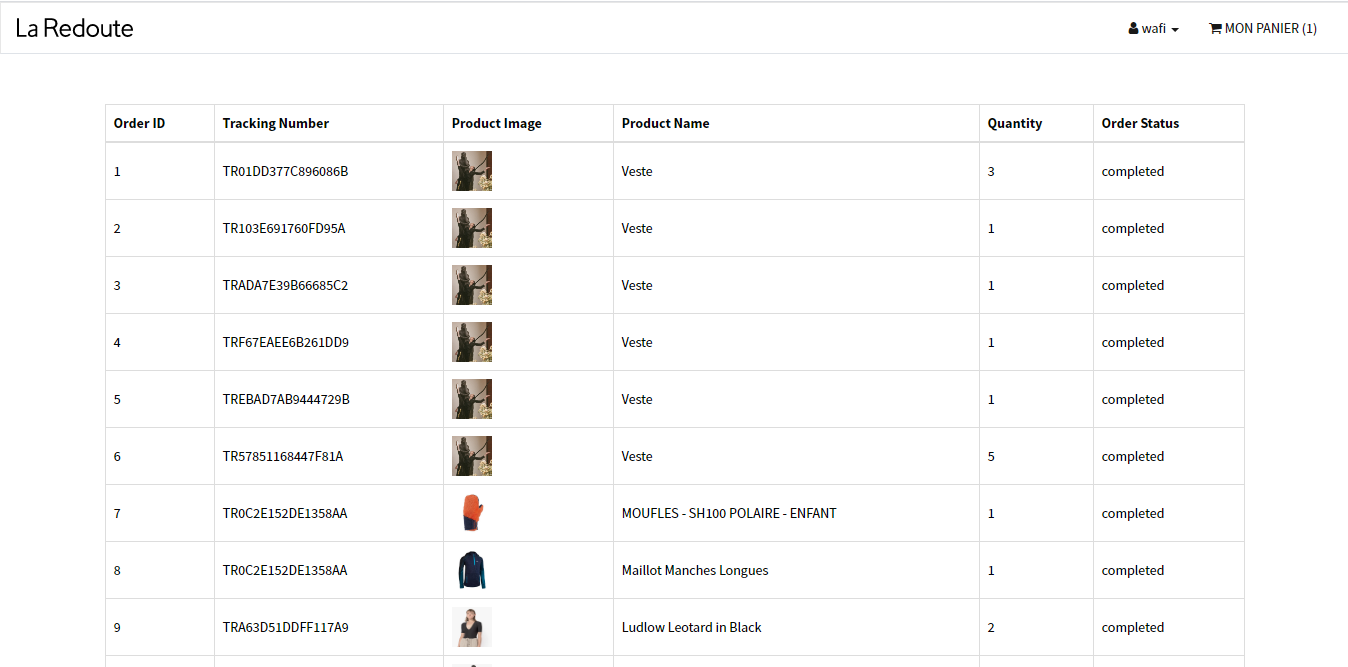 La Redoute wafi MON PANIER (1)
Order ID Tracking Number Product Image Product Name Quantity Order Status
1 TR01DD377C896086B Veste 3 completed
2 TR103E691760FD95A Veste 1 completed
3 TRADA7E39B66685C2 Veste 1 completed
4 TRF67EAEE6B261DD9 Veste 1 completed
5 TREBAD7AB9444729B Veste 1 completed
6 TR57851168447F81A Veste 5 completed
7 TR0C2E152DE1358AA MOUFLES - SH100 POLAIRE - ENFANT 1 completed
8 TR0C2E152DE1358AA Maillot Manches Longues 1 completed
9 TRA63D51DDFF117A9 Ludlow Leotard in Black 2 completed